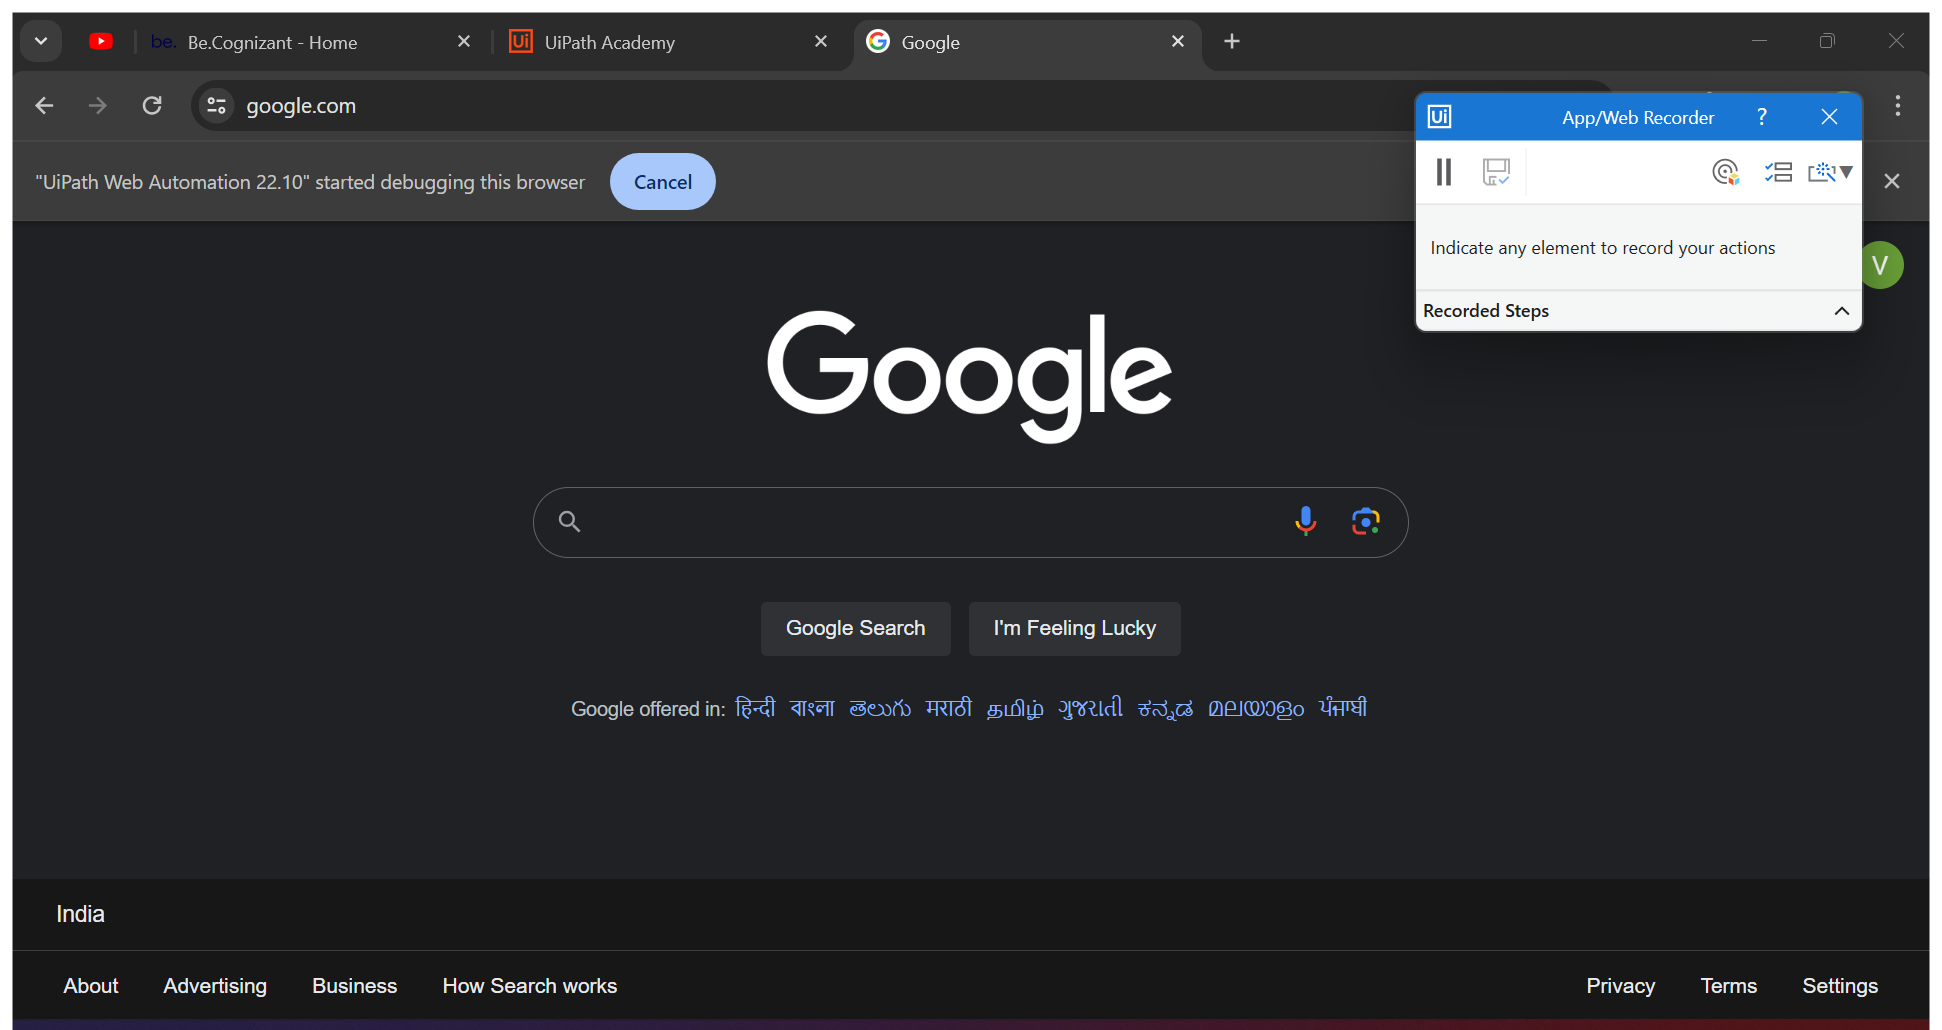 be. Be.Cognizant - Home
Ui UiPath Academy
Google
google.com
"UiPath Web Automation 22.10" started debugging this browser
Cancel
Ui App/Web Recorder ?
Indicate any element to record your actions
Recorded Steps
V
Google
Google Search
I'm Feeling Lucky
Google offered in: हिन्दी বাংলা తెలుగు मराठी தமிழ் ગુજરાતી ಕನ್ನಡ മലയാളം ਪੰਜਾਬੀ
India
About Advertising Business How Search works Privacy Terms Settings